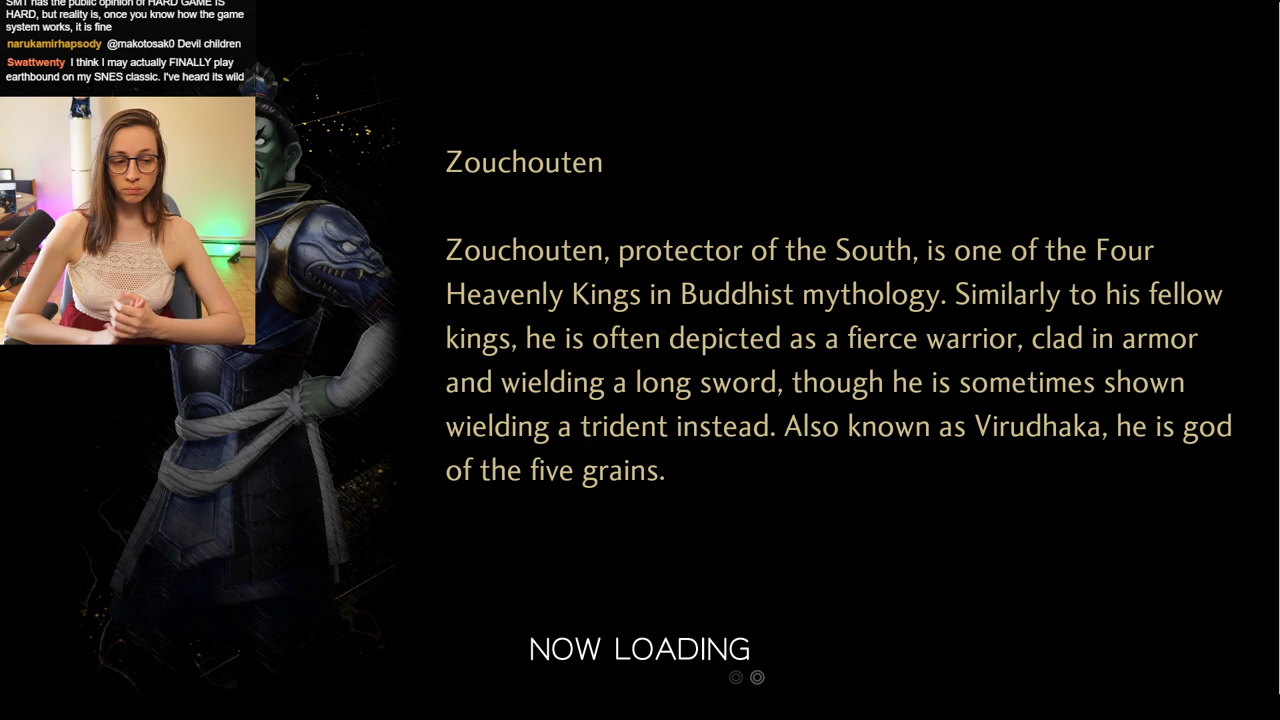 SMT has the public opinion of HARD GAME IS
HARD, but reality is, once you know how the game
system works, it is fine
narukamirhapsody @makotosak0 Devil children
Swattwenty I think I may actually FINALLY play
earthbound on my SNES classic. I've heard its wild
Zouchouten
Zouchouten, protector of the South, is one of the Four
Heavenly Kings in Buddhist mythology. Similarly to his fellow
kings, he is often depicted as a fierce warrior, clad in armor
and wielding a long sword, though he is sometimes shown
wielding a trident instead. Also known as Virudhaka, he is god
of the five grains.
NOW LOADING